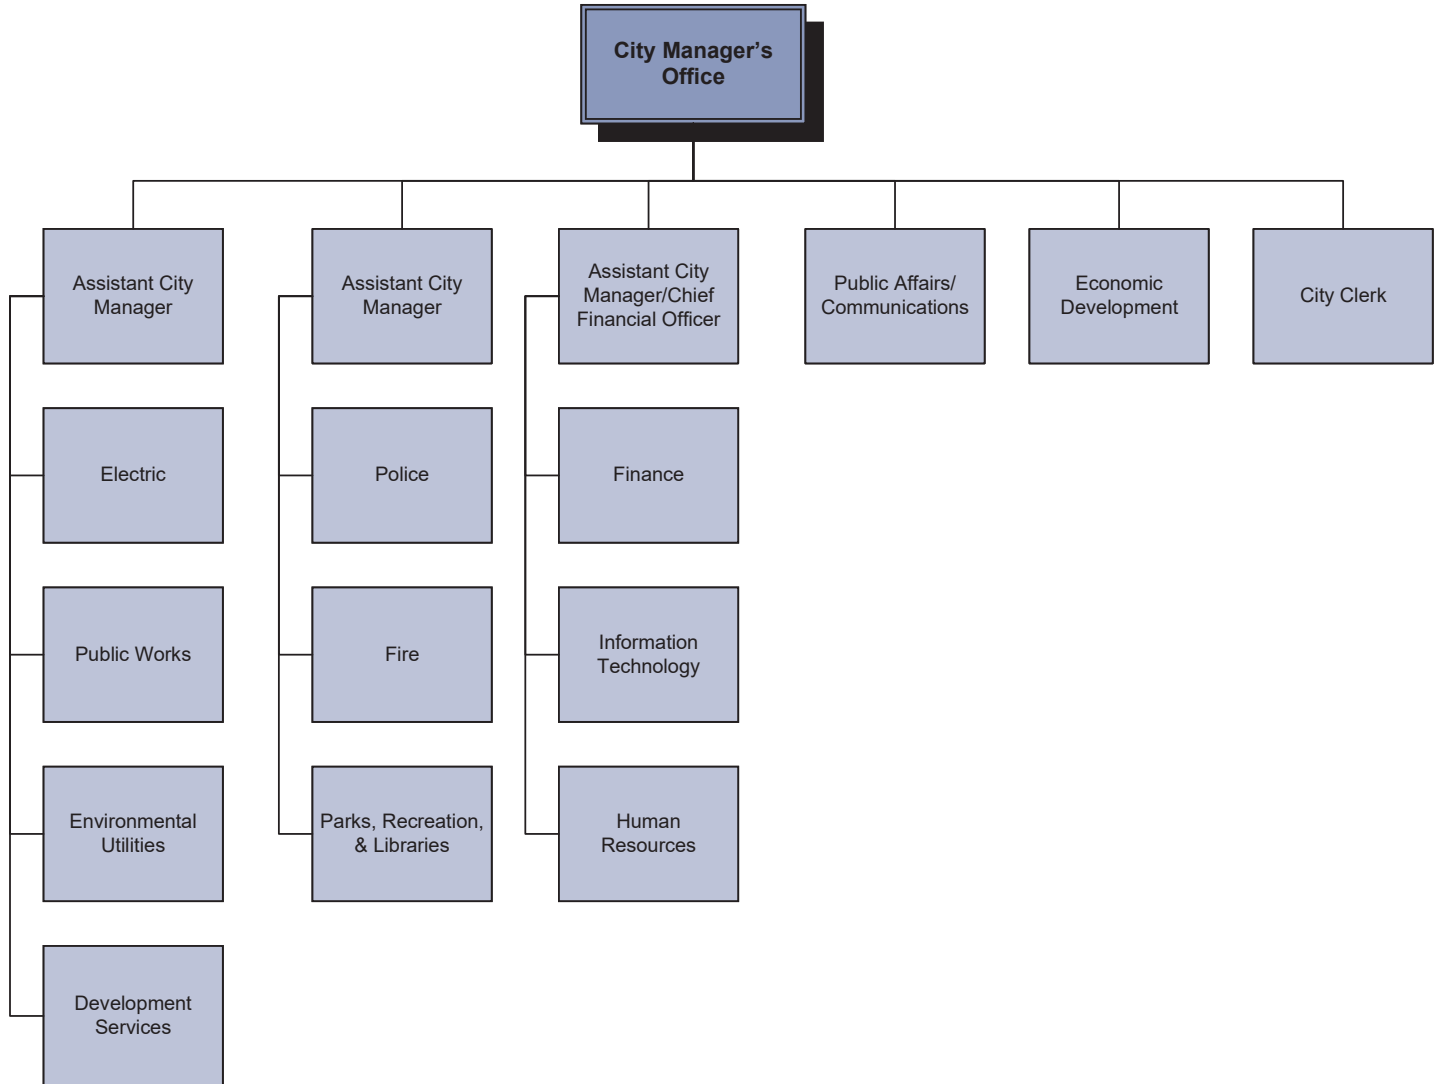 City Manager’s
Office
Assistant City
Manager
Assistant City
Manager
Assistant City
Manager/Chief
Financial Officer
Public Affairs/
Communications
Economic
Development
City Clerk
Electric
Police
Finance
Public Works
Fire
Information
Technology
Environmental
Utilities
Parks, Recreation,
& Libraries
Human
Resources
Development
Services